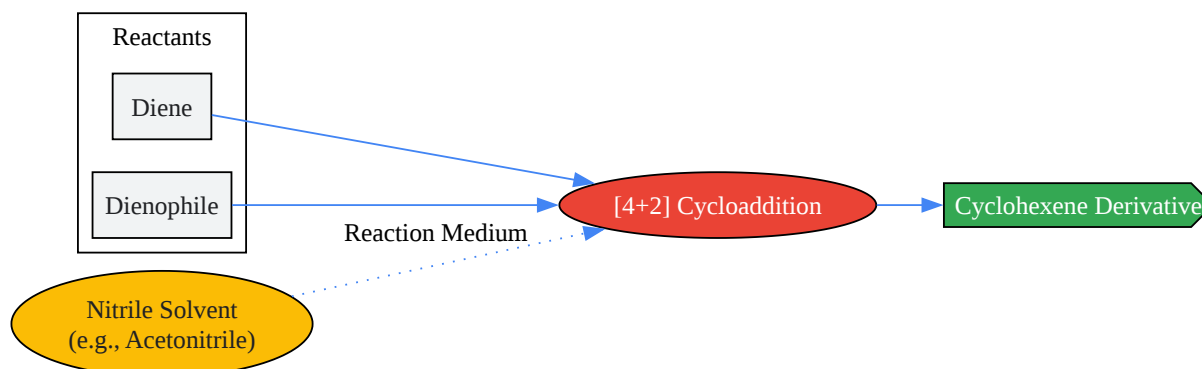 Reactants
Diene
Dienophile
[4+2] Cycloaddition
Cyclohexene Derivative
Reaction Medium
Nitrile Solvent
(e.g., Acetonitrile)